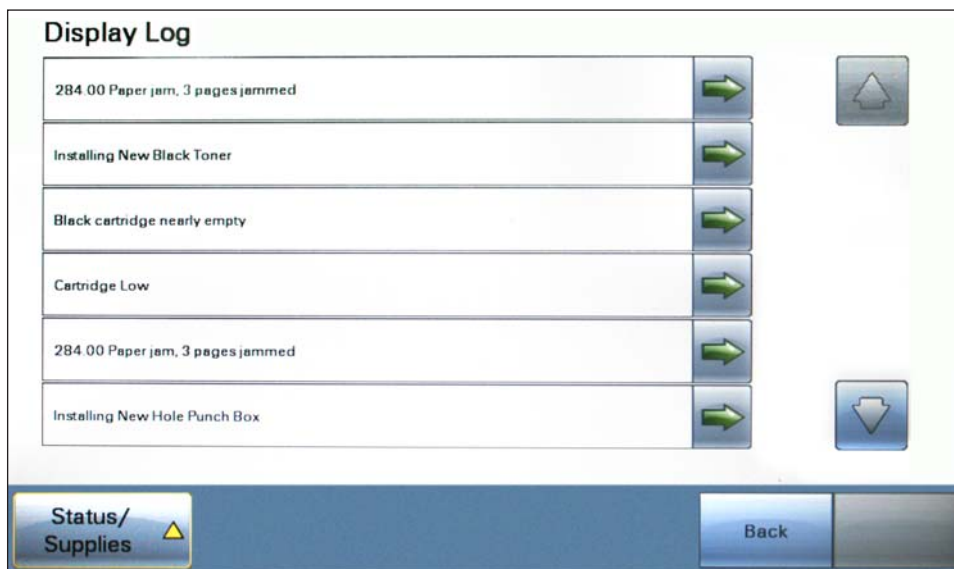 Display Log
284.00 Paper jam, 3 pages jammed
Installing New Black Toner
Black cartridge nearly empty
Cartridge Low
284.00 Paper jam, 3 pages jammed
Installing New Hole Punch Box
Status/
Supplies
Back